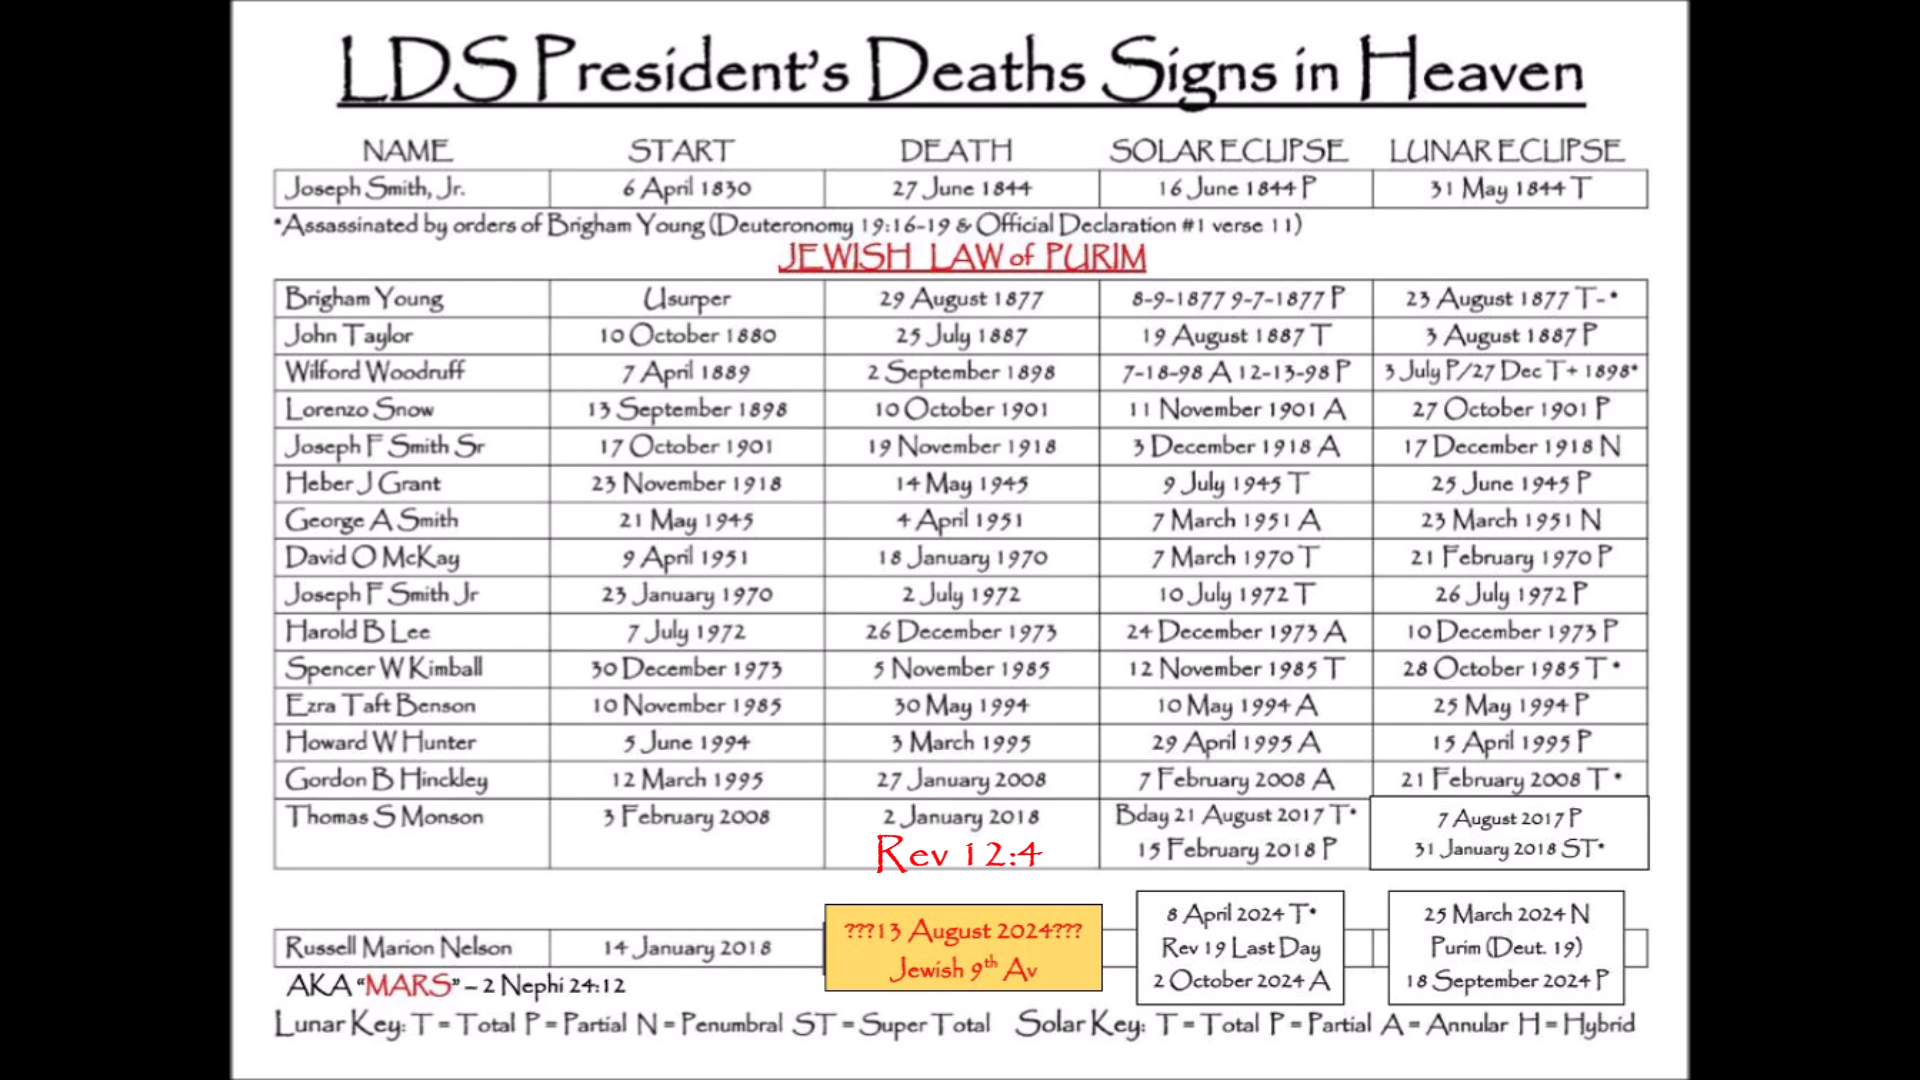 LDS President's Deaths Signs in Heaven
NAME START DEATH SOLAR ECLIPSE LUNAR ECLIPSE
Joseph Smith, Jr. 6 April 1830 27 June 1844 16 June 1844 P 31 May 1844 T
*Assassinated by orders of Brigham Young (Deuteronomy 19:16-19 & Official Declaration #1 verse 11)
JEWISH LAW of PURIM
Brigham Young Usurper 29 August 1877 8-9-1877 9-7-1877 P 23 August 1877 T-*
John Taylor 10 October 1880 25 July 1887 19 August 1887 T 3 August 1887 P
Wilford Woodruff 7 April 1889 2 September 1898 7-18-98 A 12-13-98 P 3 July P/27 Dec T+ 1898*
Lorenzo Snow 13 September 1898 10 October 1901 11 November 1901 A 27 October 1901 P
Joseph F Smith Sr 17 October 1901 19 November 1918 3 December 1918 A 17 December 1918 N
Heber J Grant 23 November 1918 14 May 1945 9 July 1945 T 25 June 1945 P
George A Smith 21 May 1945 4 April 1951 7 March 1951 A 23 March 1951 N
David O McKay 9 April 1951 18 January 1970 7 March 1970 T 21 February 1970 P
Joseph F Smith Jr 23 January 1970 2 July 1972 10 July 1972 T 26 July 1972 P
Harold B Lee 7 July 1972 26 December 1973 24 December 1973 A 10 December 1973 P
Spencer W Kimball 30 December 1973 5 November 1985 12 November 1985 T 28 October 1985 T *
Ezra Taft Benson 10 November 1985 30 May 1994 10 May 1994 A 25 May 1994 P
Howard W Hunter 5 June 1994 3 March 1995 29 April 1995 A 15 April 1995 P
Gordon B Hinckley 12 March 1995 27 January 2008 7 February 2008 A 21 February 2008 T *
Thomas S Monson 3 February 2008 2 January 2018 Bday 21 August 2017 T* 7 August 2017 P
Rev 12:4 15 February 2018 P 31 January 2018 ST*
8 April 2024 T* 25 March 2024 N
???13 August 2024???
Russell Marion Nelson 14 January 2018 Rev 19 Last Day Purim (Deut. 19)
Jewish 9th Av
AKA "MARS" – 2 Nephi 24:12 2 October 2024 A 18 September 2024 P
Lunar Key: T = Total P = Partial N = Penumbral ST = Super Total Solar Key: T = Total P = Partial A = Annular H = Hybrid